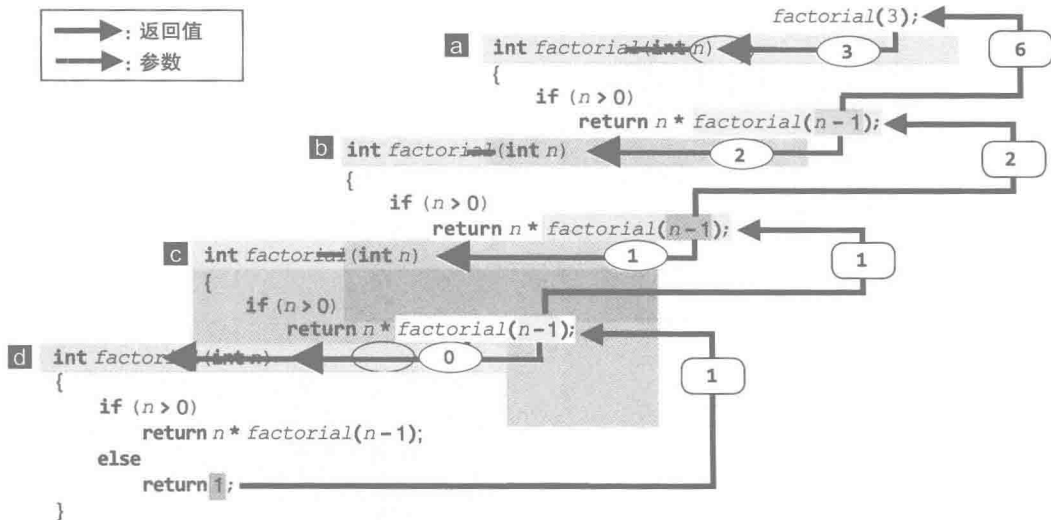 : 返回值
: 参数
factorial(3);
a int factorial(int n) 3 6
{
if (n > 0)
return n * factorial(n-1);
b int factorial(int n) 2 2
{
if (n > 0)
return n * factorial(n-1);
c int factorial(int n) 1 1
{
if (n > 0)
return n * factorial(n-1);
d int factorial(int n) 0 1
{
if (n > 0)
return n * factorial(n-1);
else
return 1;
}